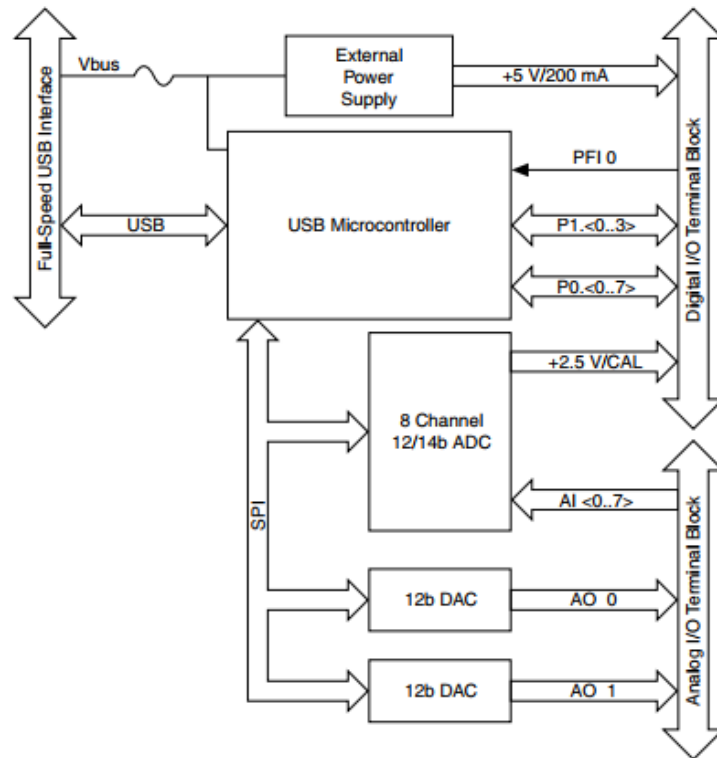 Full-Speed USB Interface
Vbus
External
Power
Supply
+5 V/200 mA
Digital I/O Terminal Block
PFI 0
USB
USB Microcontroller
P1.<0..3>
P0.<0..7>
+2.5 V/CAL
8 Channel
12/14b ADC
SPI
AI <0..7>
Analog I/O Terminal Block
12b DAC
AO 0
12b DAC
AO 1